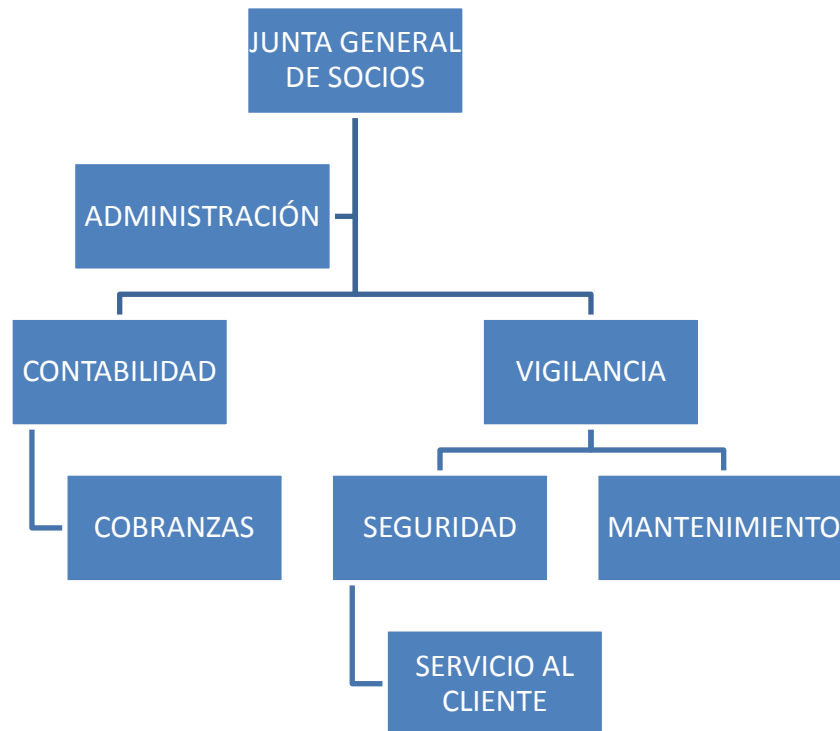 JUNTA GENERAL
DE SOCIOS
ADMINISTRACIÓN
CONTABILIDAD
VIGILANCIA
COBRANZAS
SEGURIDAD
MANTENIMIENTO
SERVICIO AL
CLIENTE